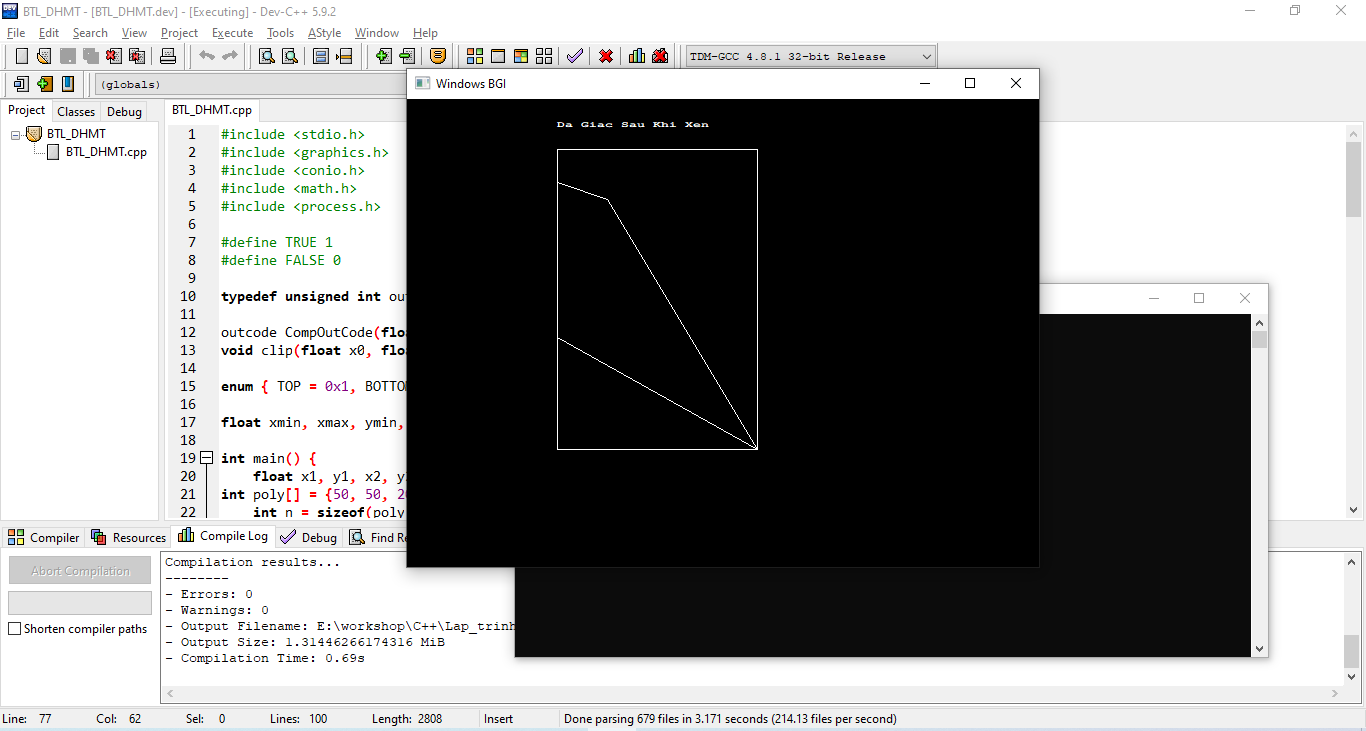 BTL_DHMT - [BTL_DHMT.dev] - [Executing] - Dev-C++ 5.9.2
File Edit Search View Project Execute Tools AStyle Window Help
TDM-GCC 4.8.1 32-bit Release
(globals)
Windows BGI
Project Classes Debug
BTL_DHMT.cpp
BTL_DHMT
BTL_DHMT.cpp
Da Giac Sau Khi Xen
1 #include <stdio.h>
2 #include <graphics.h>
3 #include <conio.h>
4 #include <math.h>
5 #include <process.h>
6
7 #define TRUE 1
8 #define FALSE 0
9
10 typedef unsigned int ou
11
12 outcode CompOutCode(flo
13 void clip(float x0, flo
14
15 enum { TOP = 0x1, BOTTO
16
17 float xmin, xmax, ymin,
18
19 int main() {
20 float x1, y1, x2, y
21 int poly[] = {50, 50, 20
22 int n = sizeof(poly
Compiler Resources Compile Log Debug Find Re
Abort Compilation
Shorten compiler paths
Compilation results...
--------
- Errors: 0
- Warnings: 0
- Output Filename: E:\workshop\C++\Lap_trinh
- Output Size: 1.31446266174316 MiB
- Compilation Time: 0.69s
Line: 77 Col: 62 Sel: 0 Lines: 100 Length: 2808 Insert Done parsing 679 files in 3.171 seconds (214.13 files per second)